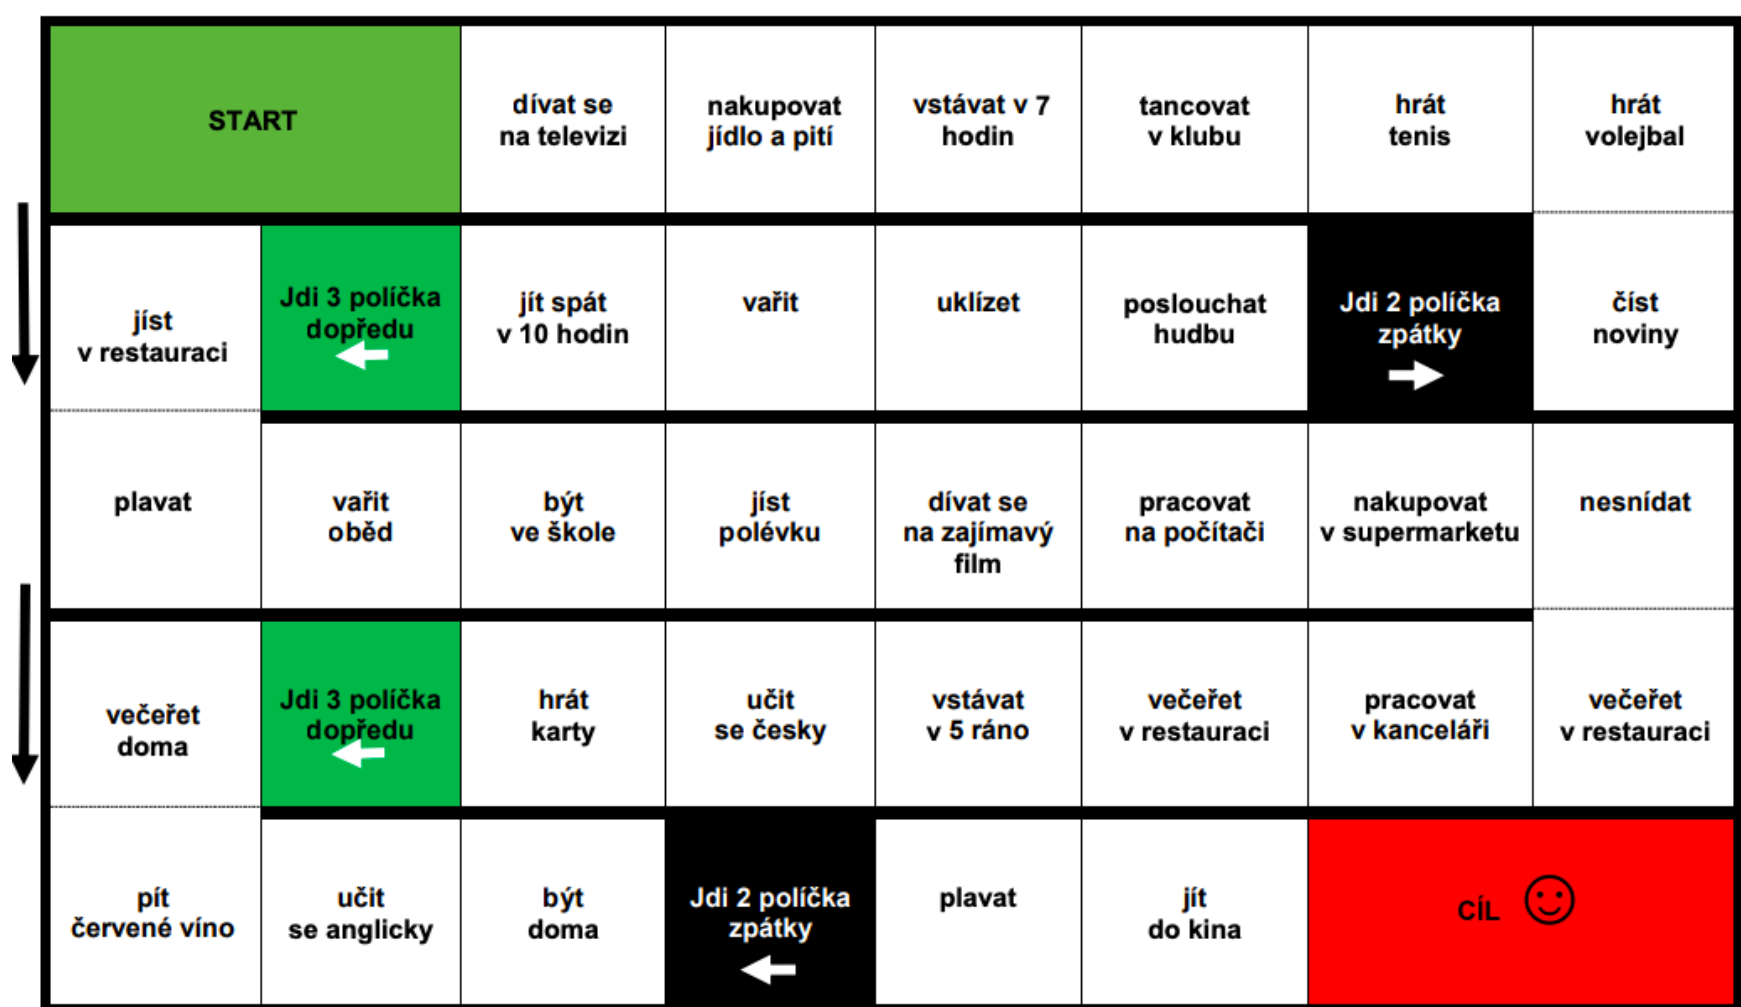 START
dívat se
na televizi
nakupovat
jídlo a pití
vstávat v 7
hodin
tancovat
v klubu
hrát
tenis
hrát
volejbal
jíst
v restauraci
Jdi 3 políčka
dopředu
jít spát
v 10 hodin
vařit
uklízet
poslouchat
hudbu
Jdi 2 políčka
zpátky
číst
noviny
plavat
vařit
oběd
být
ve škole
jíst
polévku
dívat se
na zajímavý
film
pracovat
na počítači
nakupovat
v supermarketu
nesnídat
večeřet
doma
Jdi 3 políčka
dopředu
hrát
karty
učit
se česky
vstávat
v 5 ráno
večeřet
v restauraci
pracovat
v kanceláři
večeřet
v restauraci
pít
červené víno
učit
se anglicky
být
doma
Jdi 2 políčka
zpátky
plavat
jít
do kina
CÍL